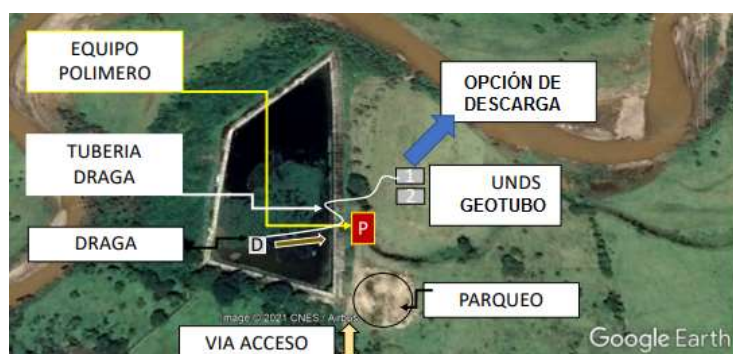 EQUIPO
POLIMERO
OPCIÓN DE
DESCARGA
TUBERIA
DRAGA
1
2
UNDS
GEOTUBO
P
DRAGA
D
PARQUEO
Image © 2021 CNES / Airbus
VIA ACCESO
Google Earth